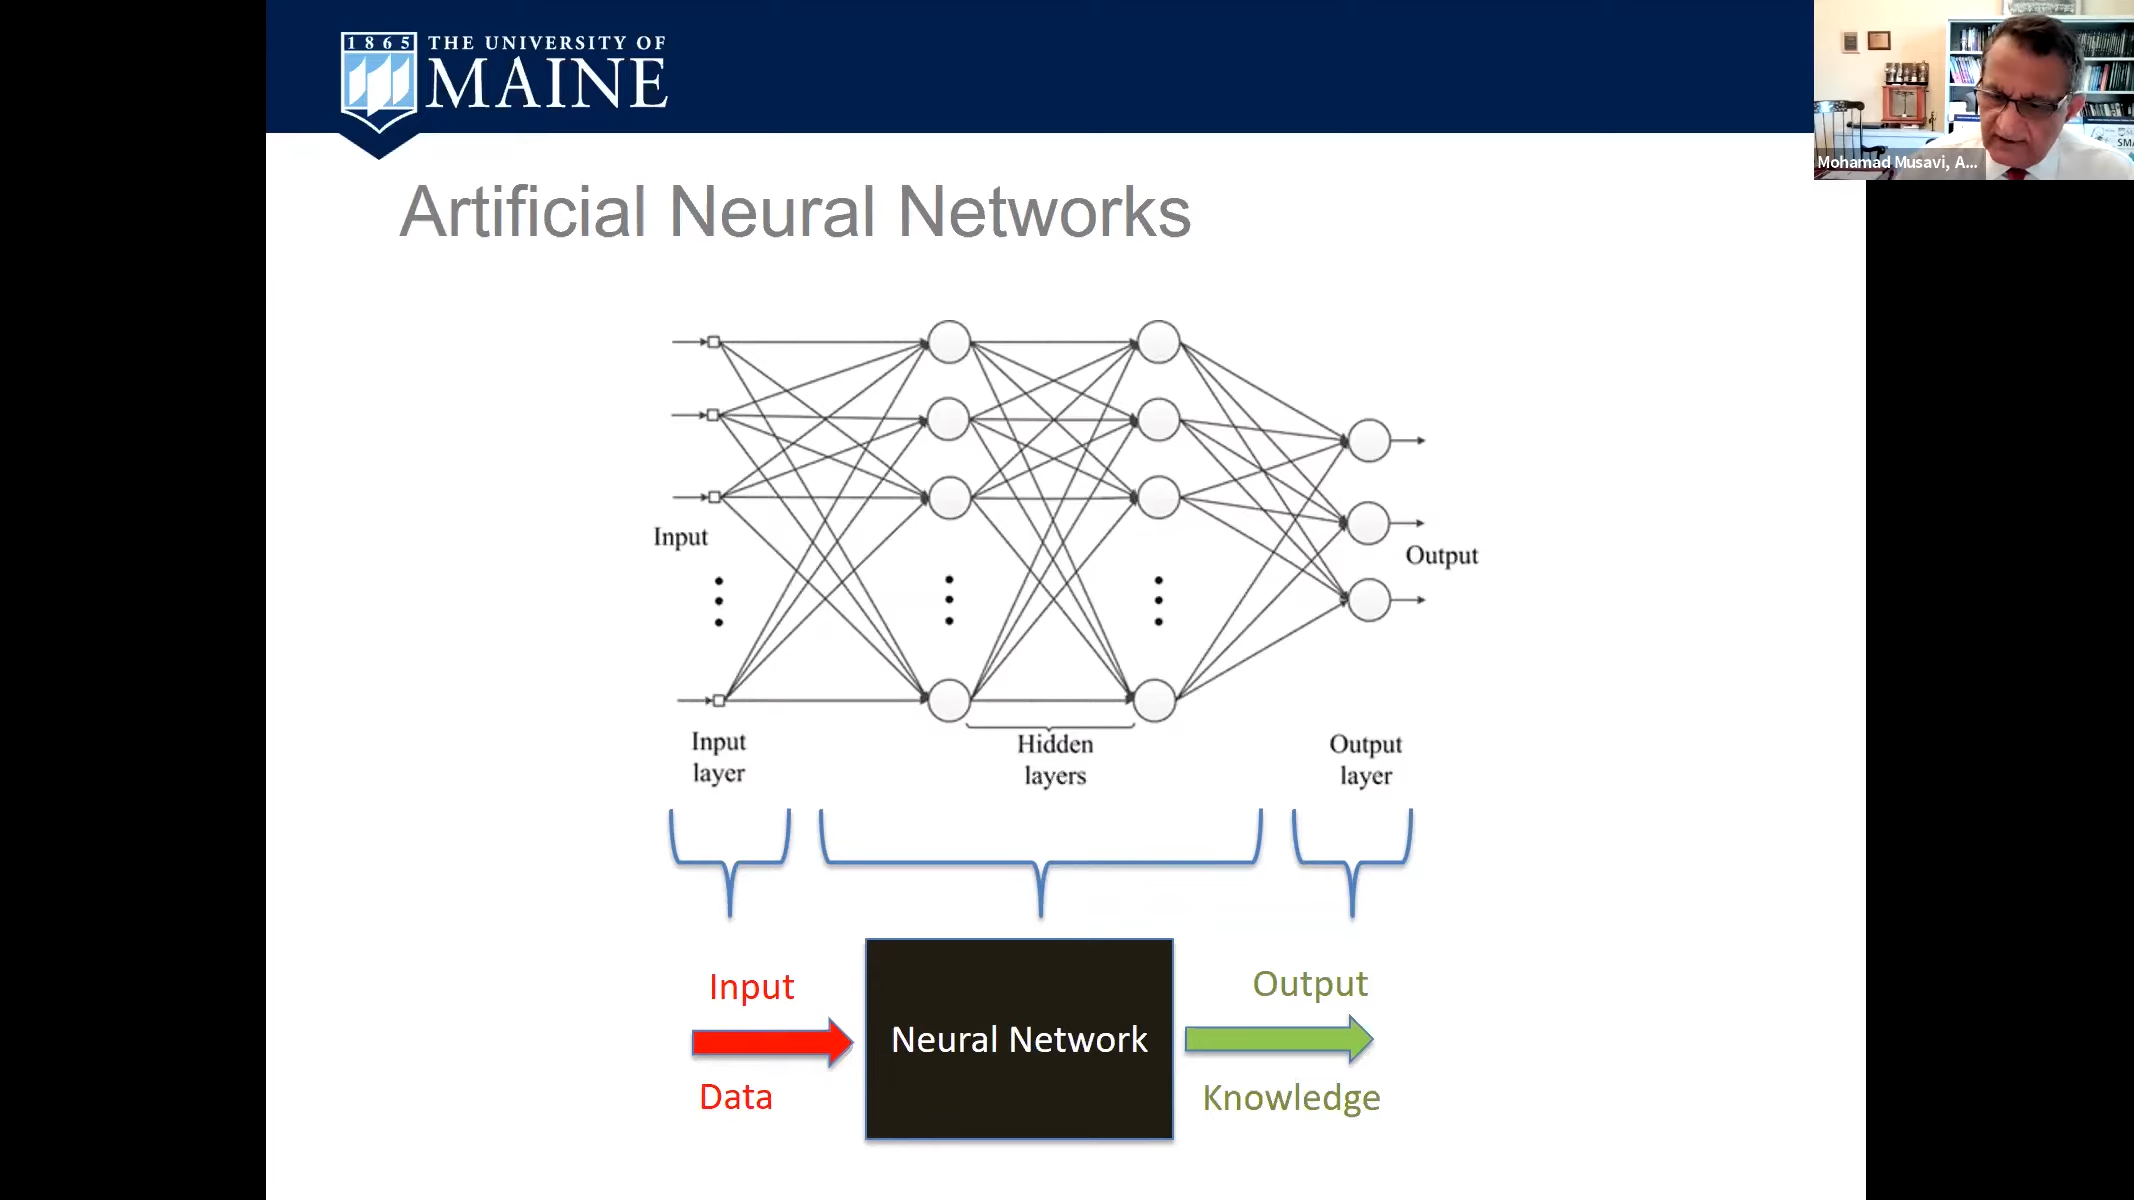 1865
THE UNIVERSITY OF
MAINE
Mohamad Musavi, A...
SMA
Artificial Neural Networks
Input
Output
Input
layer
Hidden
layers
Output
layer
Input
Data
Neural Network
Output
Knowledge